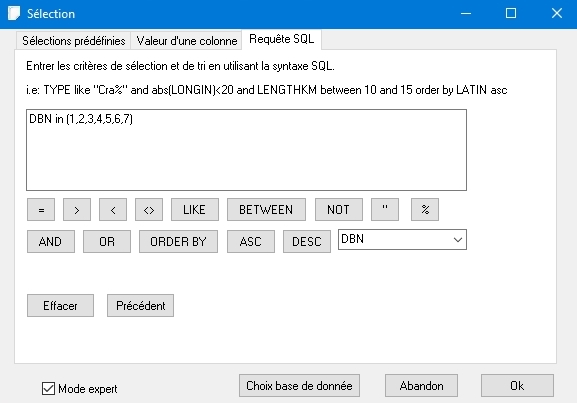 Sélection
Sélections prédéfinies
Valeur d'une colonne
Requête SQL
Entrer les critères de sélection et de tri en utilisant la syntaxe SQL.
i.e: TYPE like "Cra%" and abs(LONGIN)<20 and LENGTHKM between 10 and 15 order by LATIN asc
DBN in (1,2,3,4,5,6,7)
= > < <> LIKE BETWEEN NOT " %
AND OR ORDER BY ASC DESC DBN
Effacer Précédent
Mode expert Choix base de donnée Abandon Ok